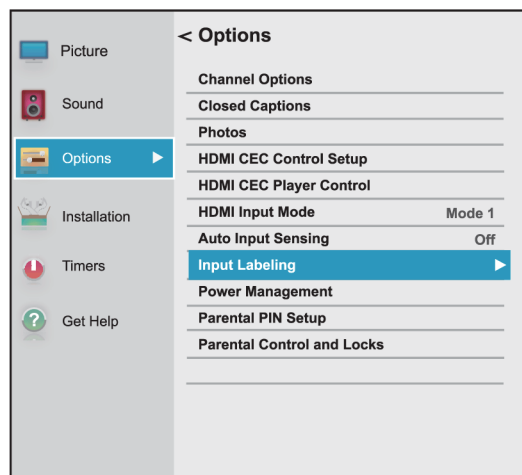 Picture
Sound
Options
Installation
Timers
Get Help
< Options
Channel Options
Closed Captions
Photos
HDMI CEC Control Setup
HDMI CEC Player Control
HDMI Input Mode Mode 1
Auto Input Sensing Off
Input Labeling
Power Management
Parental PIN Setup
Parental Control and Locks